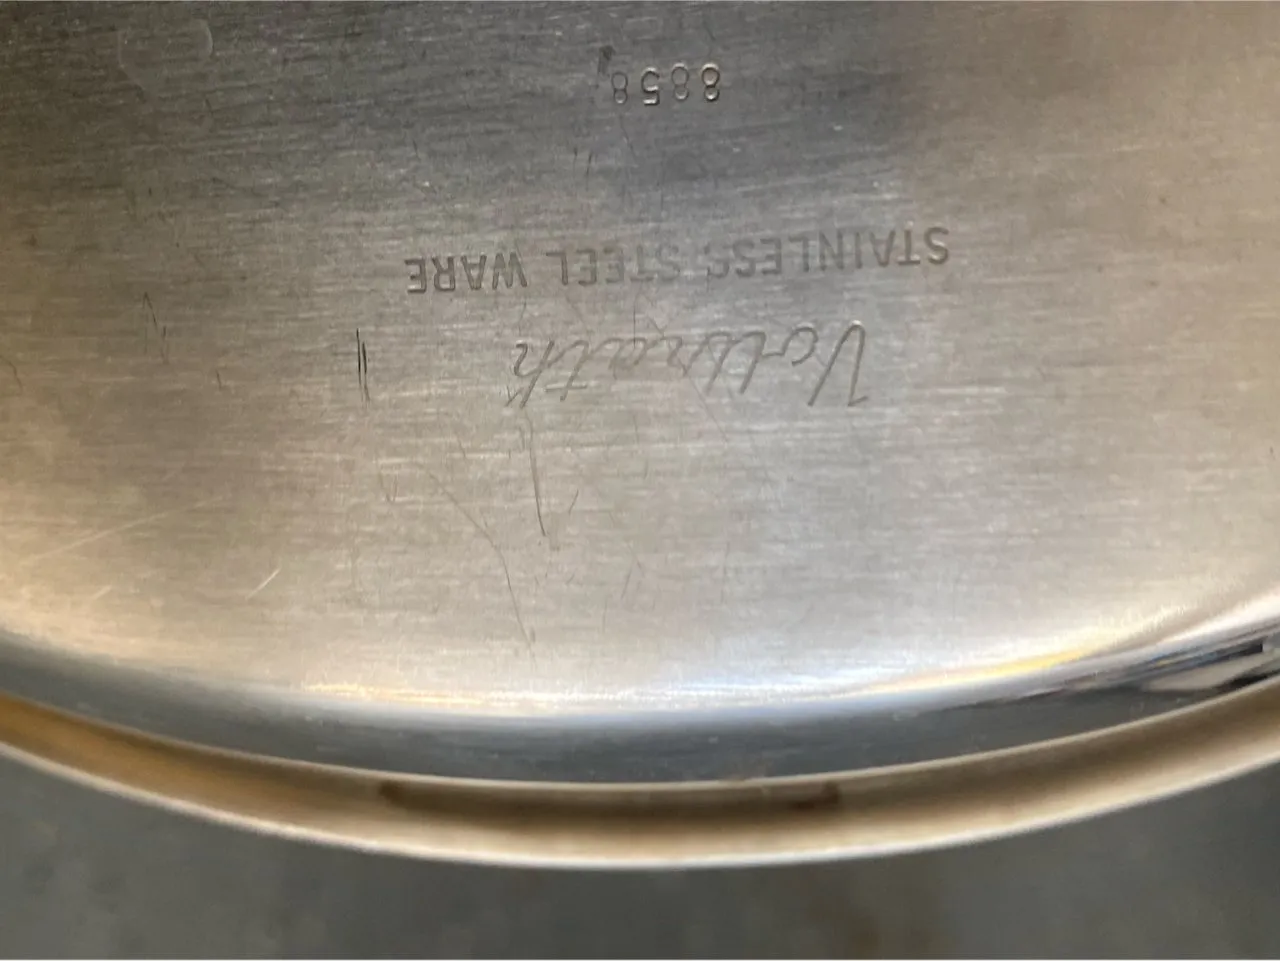 Vollrath
STAINLESS STEEL WARE
8858